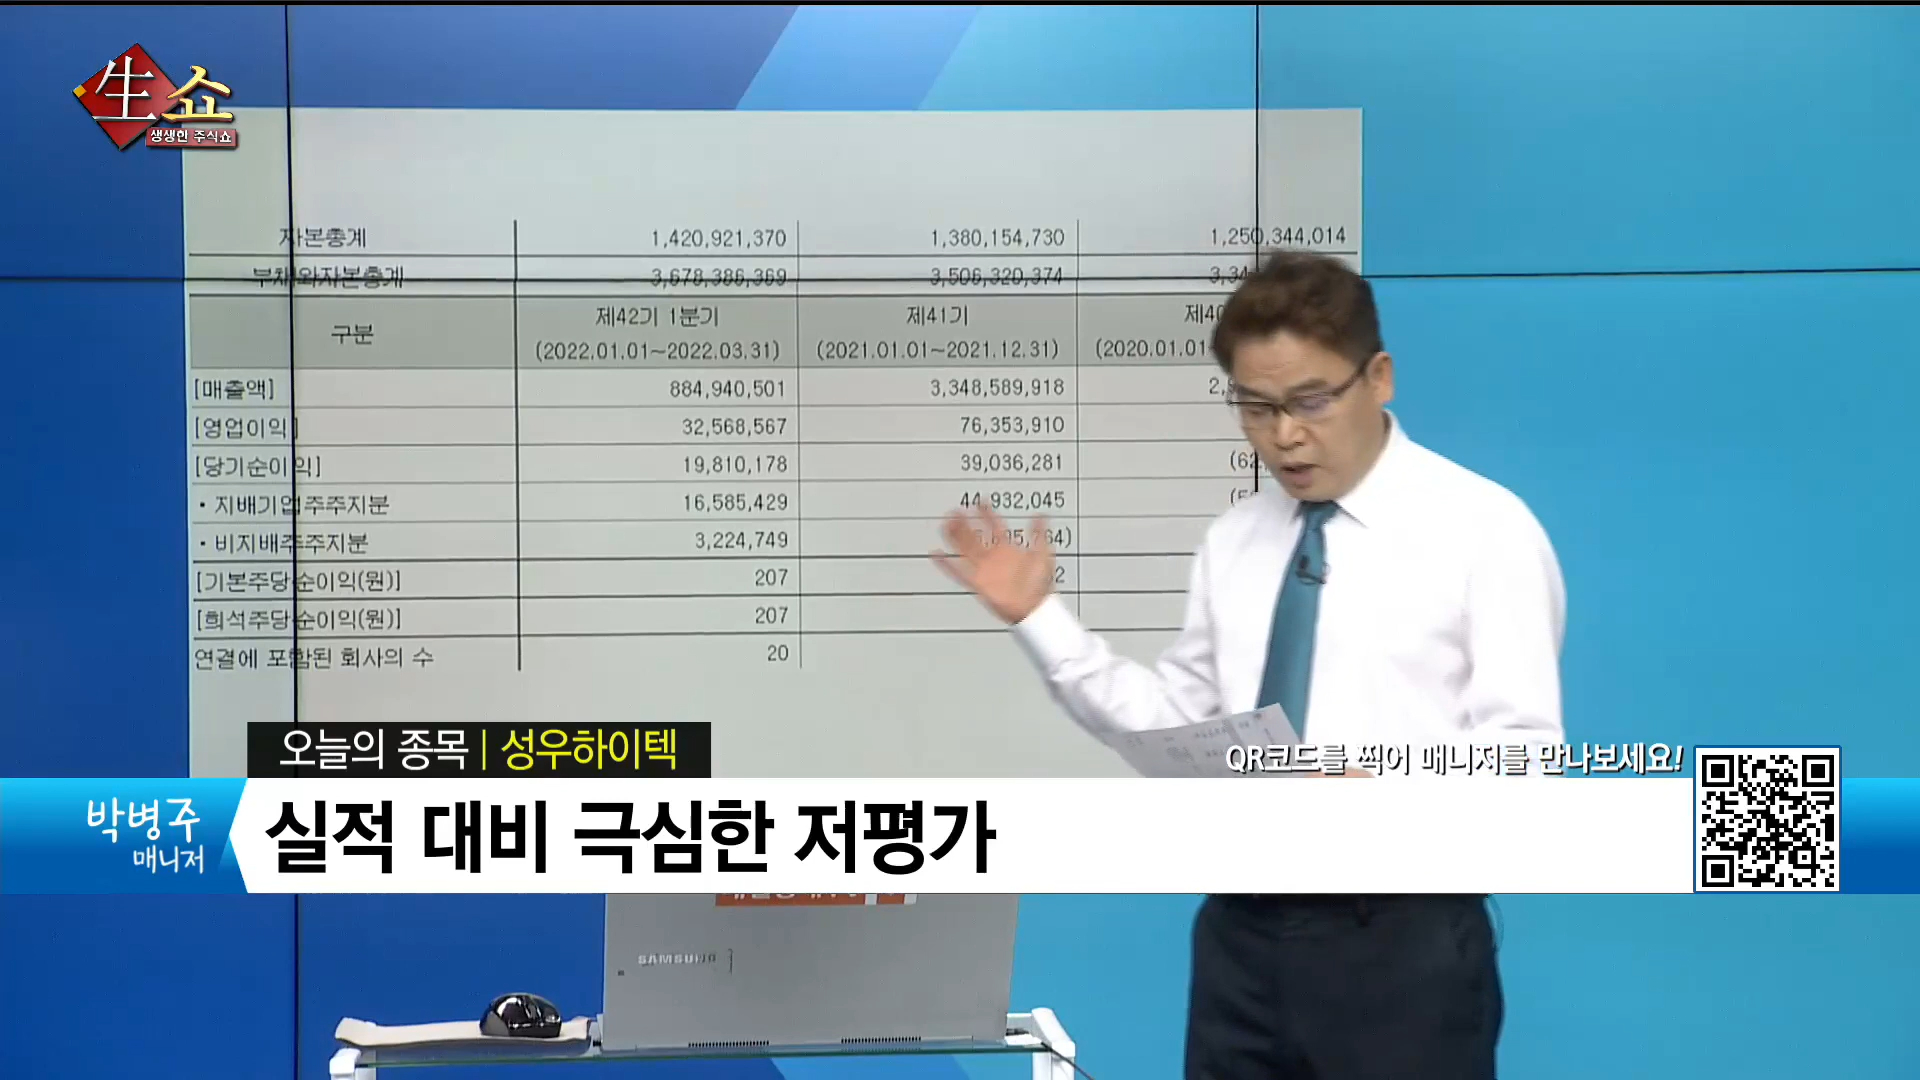 生쇼
생생한 주식쇼
자본총계 1,420,921,370 1,380,154,730 1,250,344,014
부채와자본총계 3,678,386,369 3,506,320,374
구분 제42기 1분기 제41기
(2022.01.01~2022.03.31) (2021.01.01~2021.12.31) (2020.01.01
[매출액] 884,940,501 3,348,589,918
[영업이익] 32,568,567 76,353,910
[당기순이익] 19,810,178 39,036,281
·지배기업주주지분 16,585,429 44,932,045
·비지배주주지분 3,224,749
[기본주당순이익(원)] 207
[희석주당순이익(원)] 207
연결에 포함된 회사의 수 20
오늘의 종목 | 성우하이텍
QR코드를 찍어 매니저를 만나보세요!
박병주
매니저
실적 대비 극심한 저평가
SAMSUNG